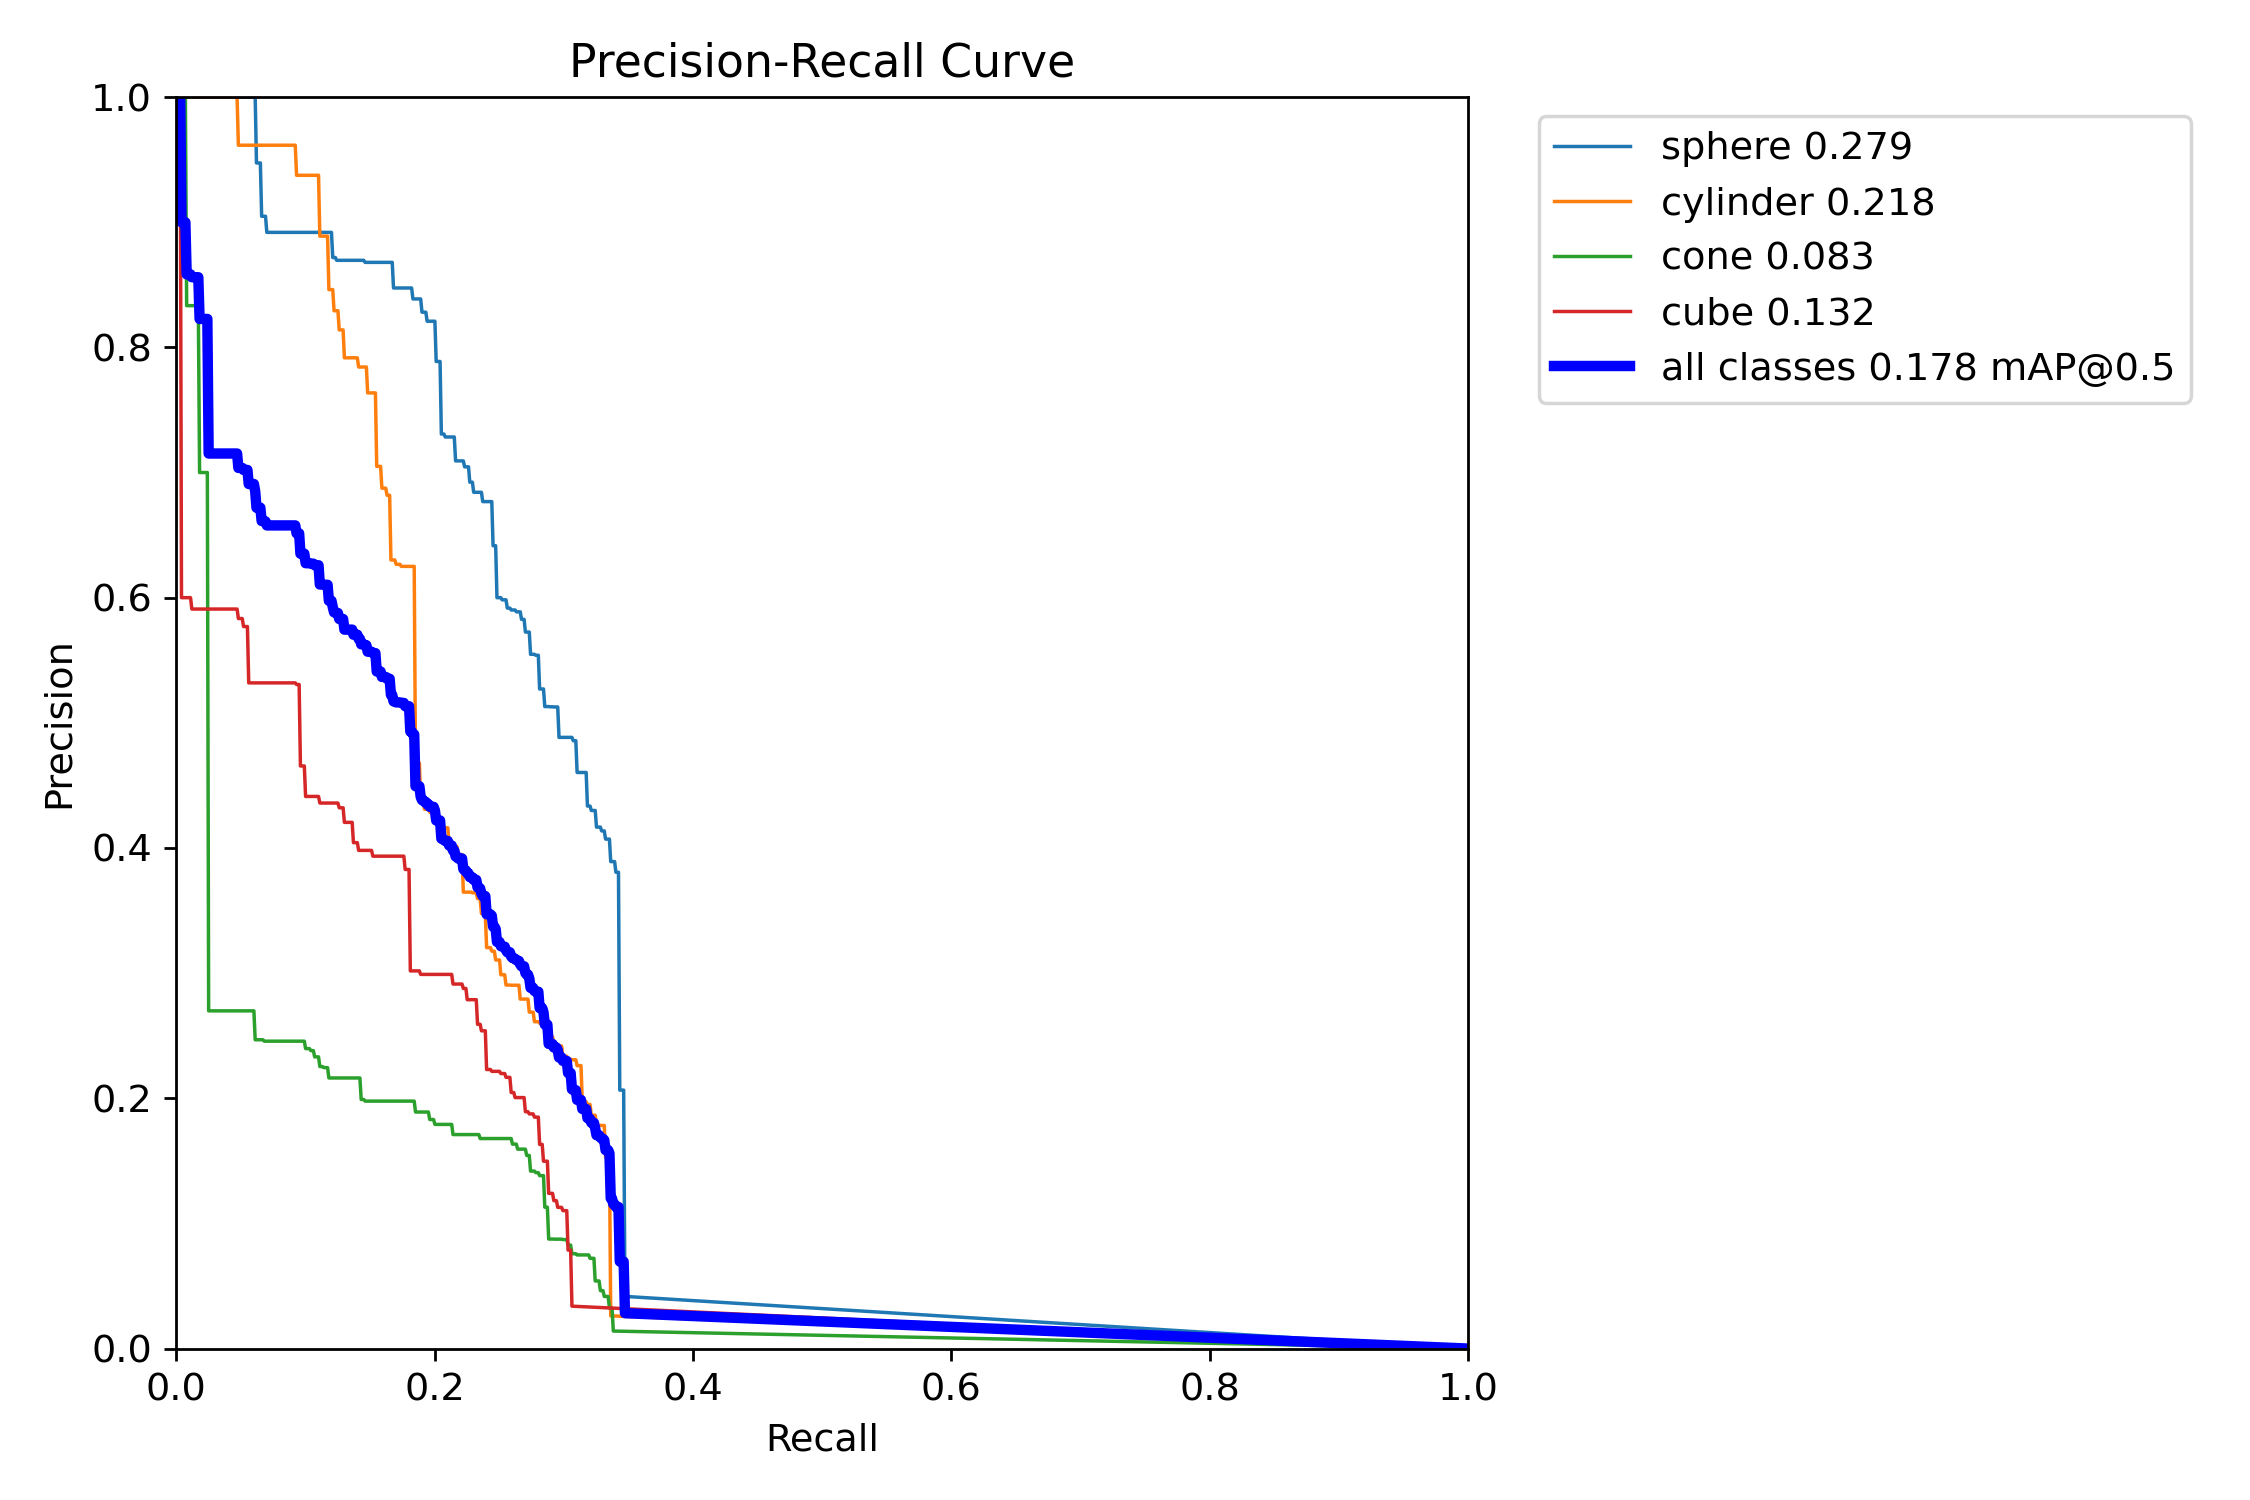 Precision-Recall Curve
1.0
0.8
0.6
0.4
0.2
0.0
Precision
0.0 0.2 0.4 0.6 0.8 1.0
Recall
sphere 0.279
cylinder 0.218
cone 0.083
cube 0.132
all classes 0.178 mAP@0.5